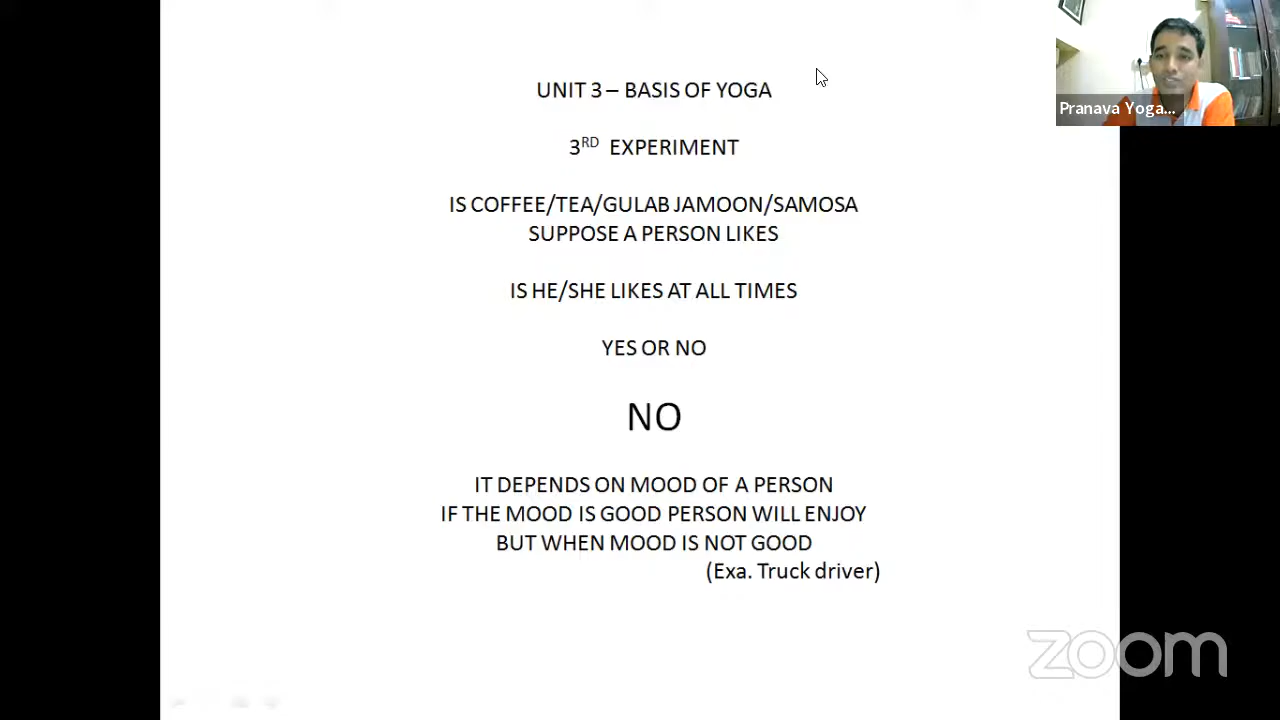 UNIT 3 – BASIS OF YOGA
3RD EXPERIMENT
IS COFFEE/TEA/GULAB JAMOON/SAMOSA
SUPPOSE A PERSON LIKES
IS HE/SHE LIKES AT ALL TIMES
YES OR NO
NO
IT DEPENDS ON MOOD OF A PERSON
IF THE MOOD IS GOOD PERSON WILL ENJOY
BUT WHEN MOOD IS NOT GOOD
(Exa. Truck driver)
Pranava Yoga...
zoom